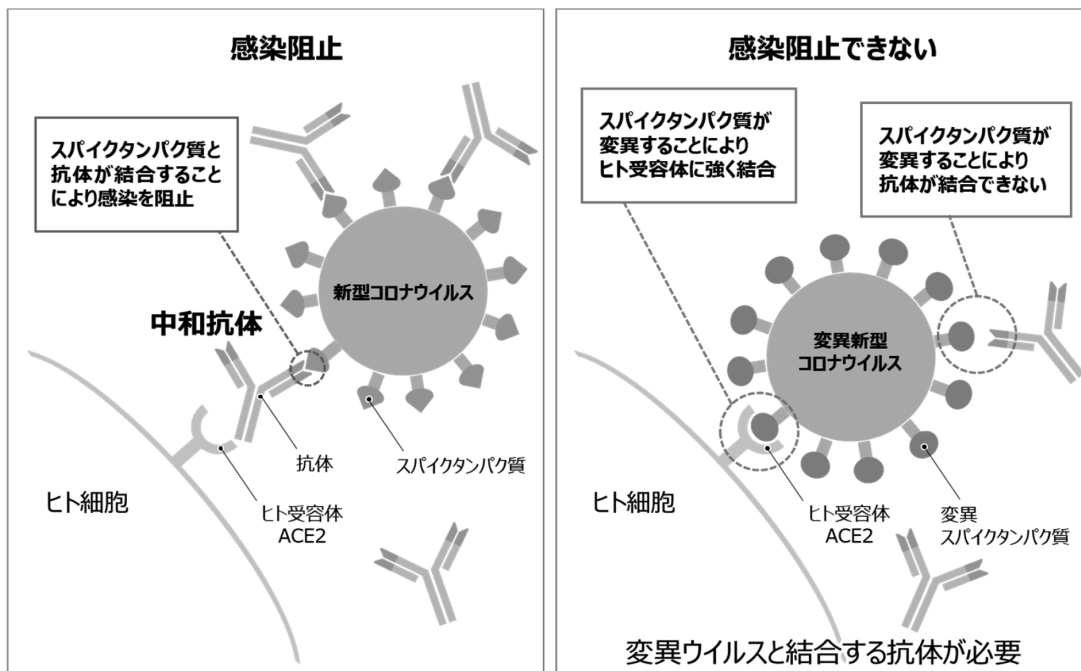 感染阻止
スパイクタンパク質と
抗体が結合すること
により感染を阻止
新型コロナウイルス
中和抗体
抗体
スパイクタンパク質
ヒト細胞
ヒト受容体
ACE2
感染阻止できない
スパイクタンパク質が
変異することにより
ヒト受容体に強く結合
スパイクタンパク質が
変異することにより
抗体が結合できない
変異新型
コロナウイルス
ヒト細胞
ヒト受容体
ACE2
変異
スパイクタンパク質
変異ウイルスと結合する抗体が必要